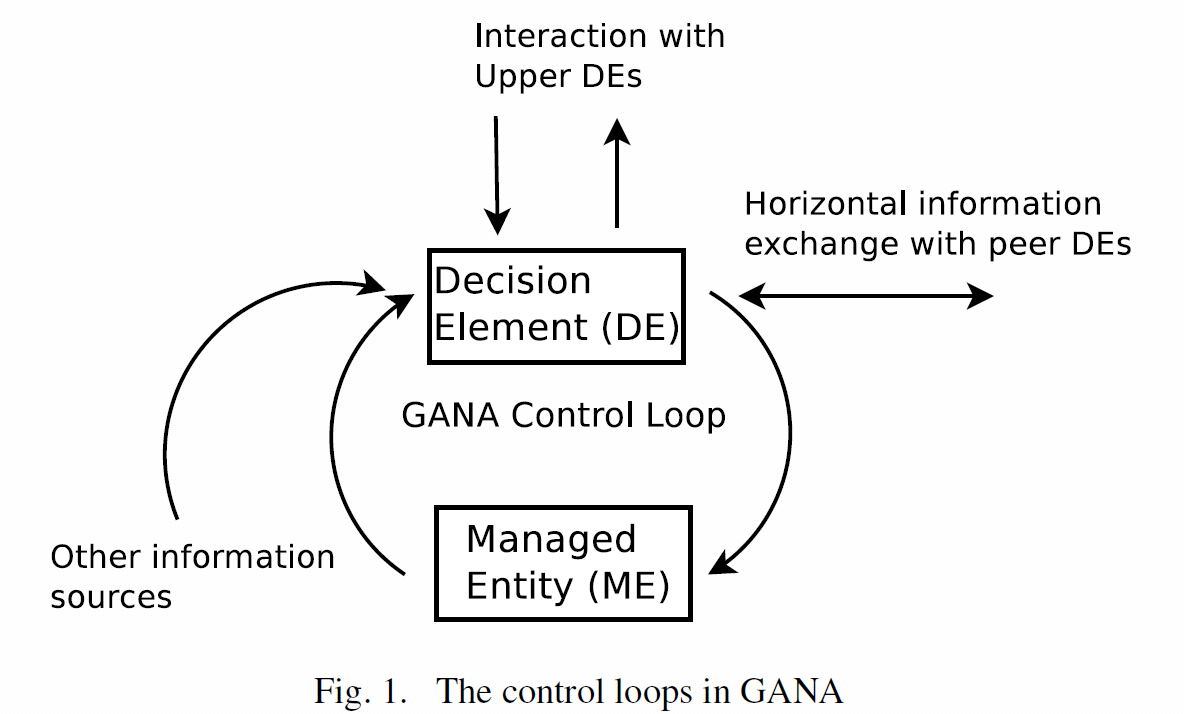 Interaction with
Upper DEs
Horizontal information
exchange with peer DEs
Decision
Element (DE)
GANA Control Loop
Managed
Entity (ME)
Other information
sources
Fig. 1. The control loops in GANA